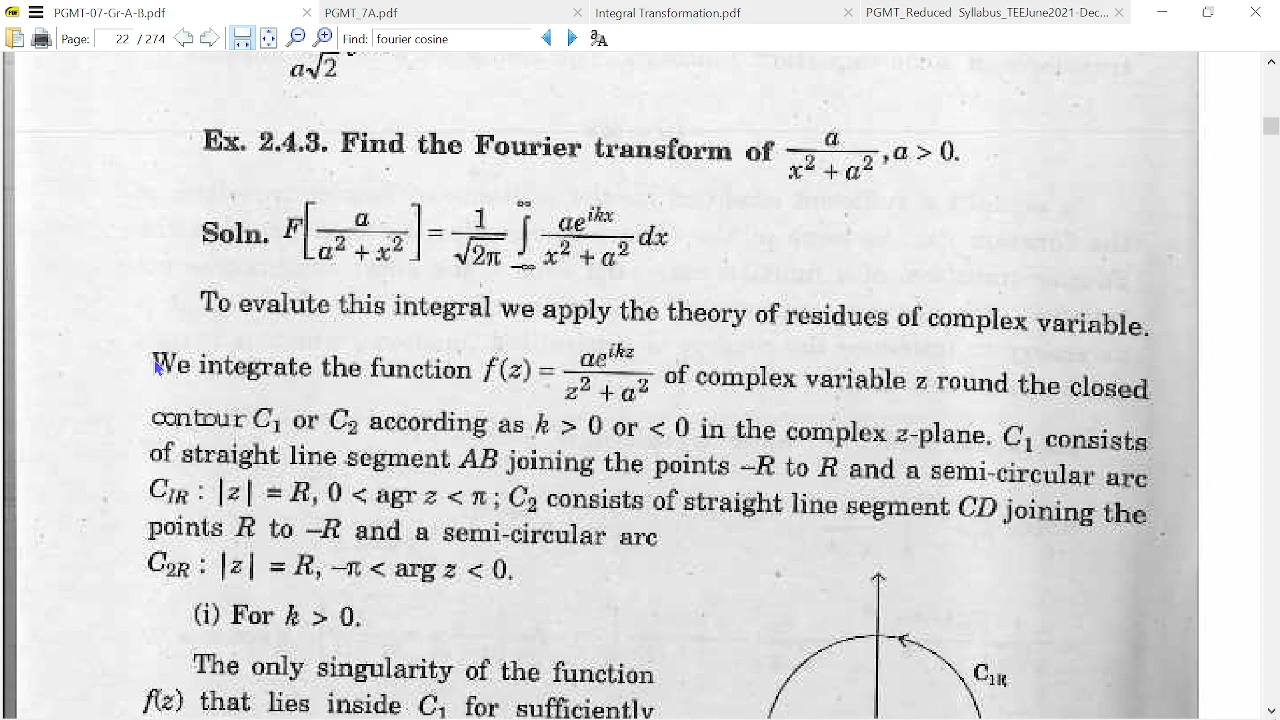 PGMT-07-Gr-A-B.pdf
PGMT_7A.pdf
Integral Transformation.pdf
PGMT_Reduced Syllabus_TEEJune2021-Dec...
Page: 22 / 274 Find: fourier cosine
a√2
Ex. 2.4.3. Find the Fourier transform of a/(x² + a²), a > 0.
Soln. F[a/(a² + x²)] = 1/√2π ∫_{-∞}^{∞} ae^{ikx}/(x² + a²) dx
To evalute this integral we apply the theory of residues of complex variable.
We integrate the function f(z) = ae^{ikz}/(z² + a²) of complex variable z round the closed
contour C₁ or C₂ according as k > 0 or < 0 in the complex z-plane. C₁ consists
of straight line segment AB joining the points –R to R and a semi-circular arc
C₁R : |z| = R, 0 < agr z < π ; C₂ consists of straight line segment CD joining the
points R to –R and a semi-circular arc
C₂R : |z| = R, –π < arg z < 0.
(i) For k > 0.
The only singularity of the function
C₁R
f(z) that lies inside C₁ for sufficiently